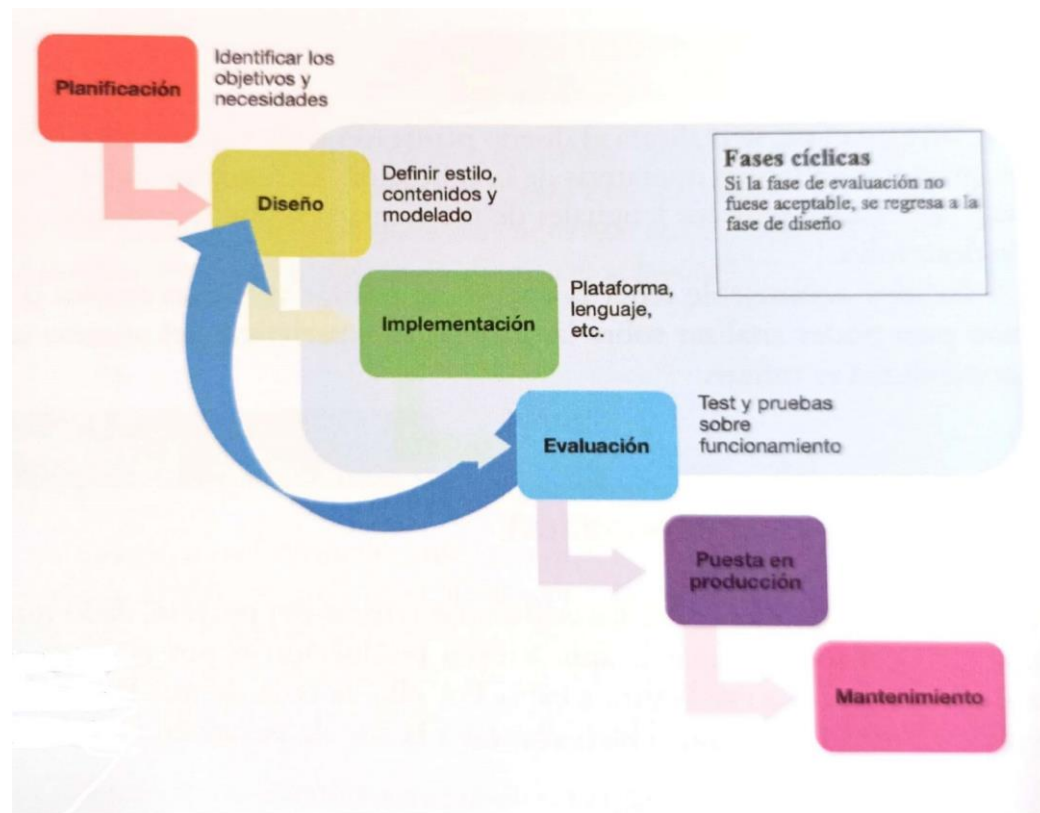 Planificación
Identificar los
objetivos y
necesidades
Diseño
Definir estilo,
contenidos y
modelado
Fases cíclicas
Si la fase de evaluación no
fuese aceptable, se regresa a la
fase de diseño
Implementación
Plataforma,
lenguaje,
etc.
Evaluación
Test y pruebas
sobre
funcionamiento
Puesta en
producción
Mantenimiento